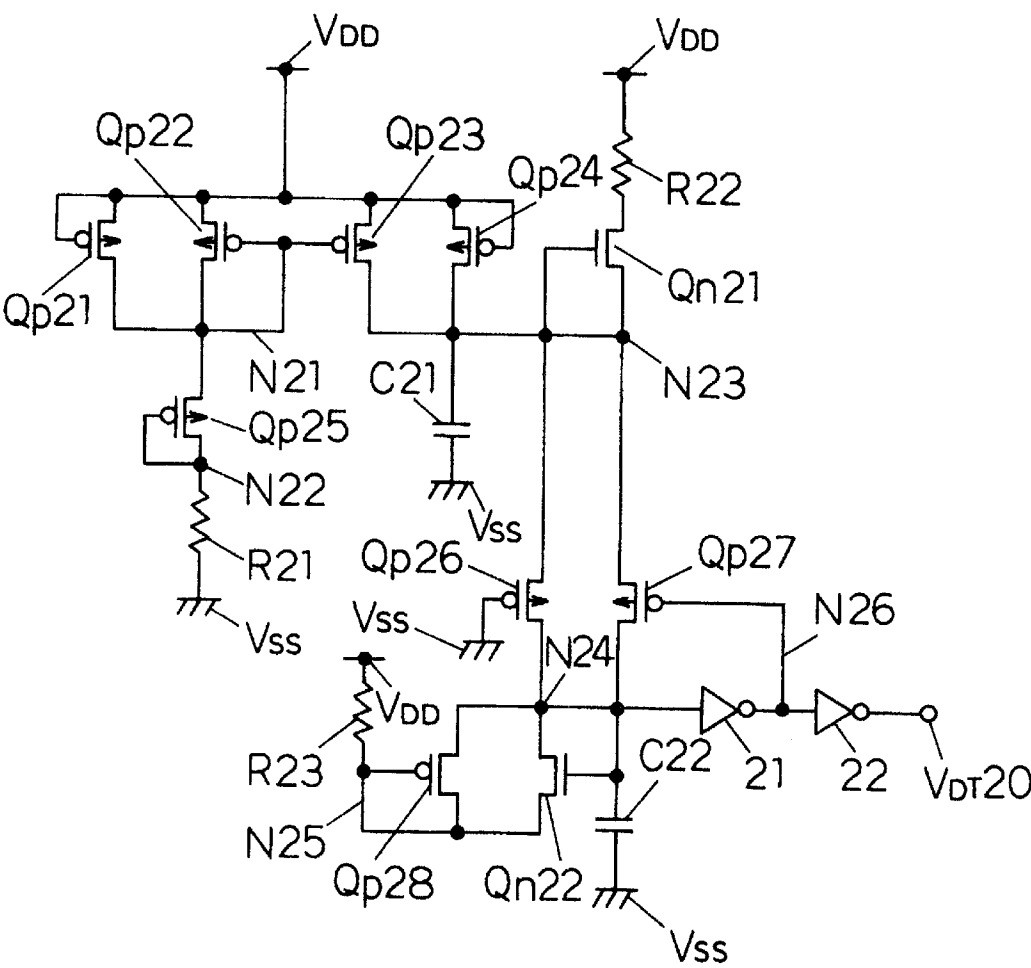 VDD
VDD
Qp22
Qp23
Qp24
R22
Qp21
Qn21
N21
C21
N23
Qp25
N22
Vss
R21
Qp26
Qp27
Vss
Vss
N26
N24
VDD
R23
C22
21
22
VDT20
N25
Qp28
Qn22
Vss